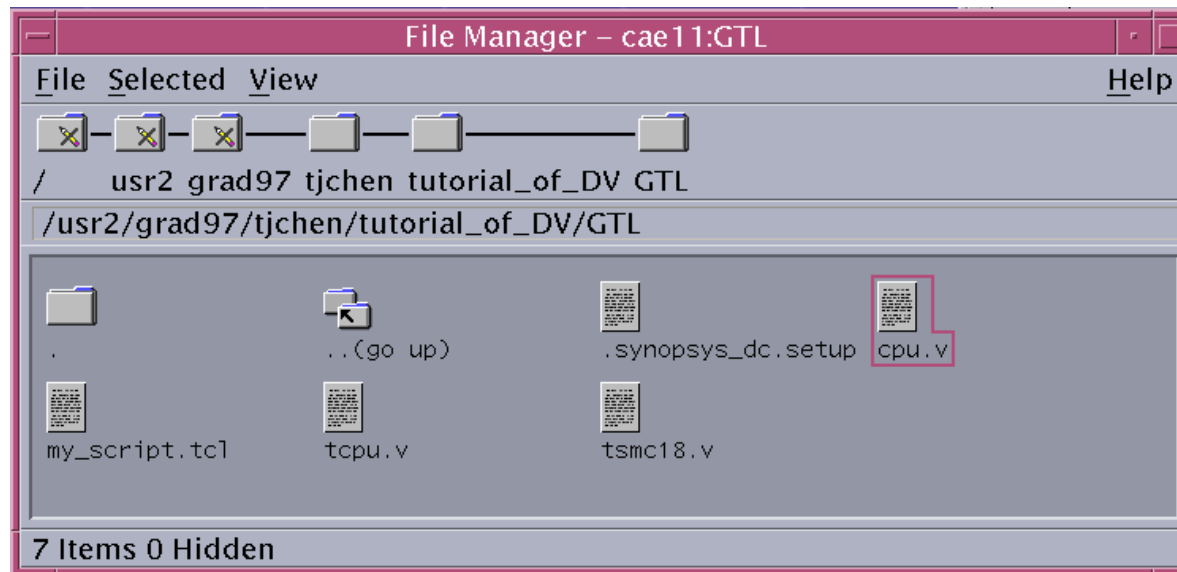 File Manager – cae11:GTL
File Selected View Help
/ usr2 grad97 tjchen tutorial_of_DV GTL
/usr2/grad97/tjchen/tutorial_of_DV/GTL
. ..(go up) .synopsys_dc.setup cpu.v
my_script.tcl tcpu.v tsmc18.v
7 Items 0 Hidden